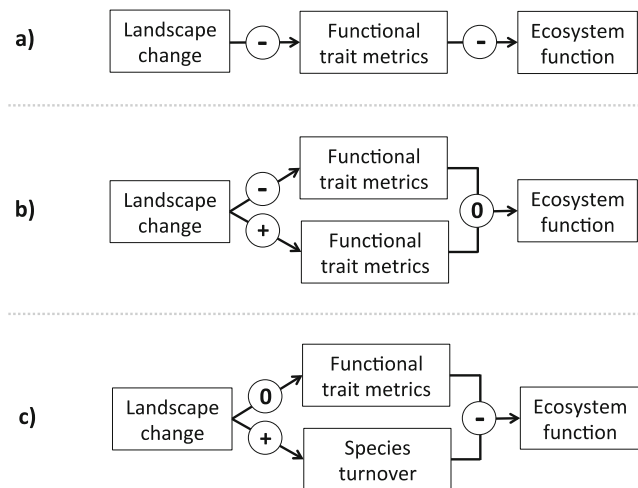 a)
Landscape
change
-
Functional
trait metrics
-
Ecosystem
function
b)
Landscape
change
-
+
Functional
trait metrics
Functional
trait metrics
0
Ecosystem
function
c)
Landscape
change
0
+
Functional
trait metrics
Species
turnover
-
Ecosystem
function